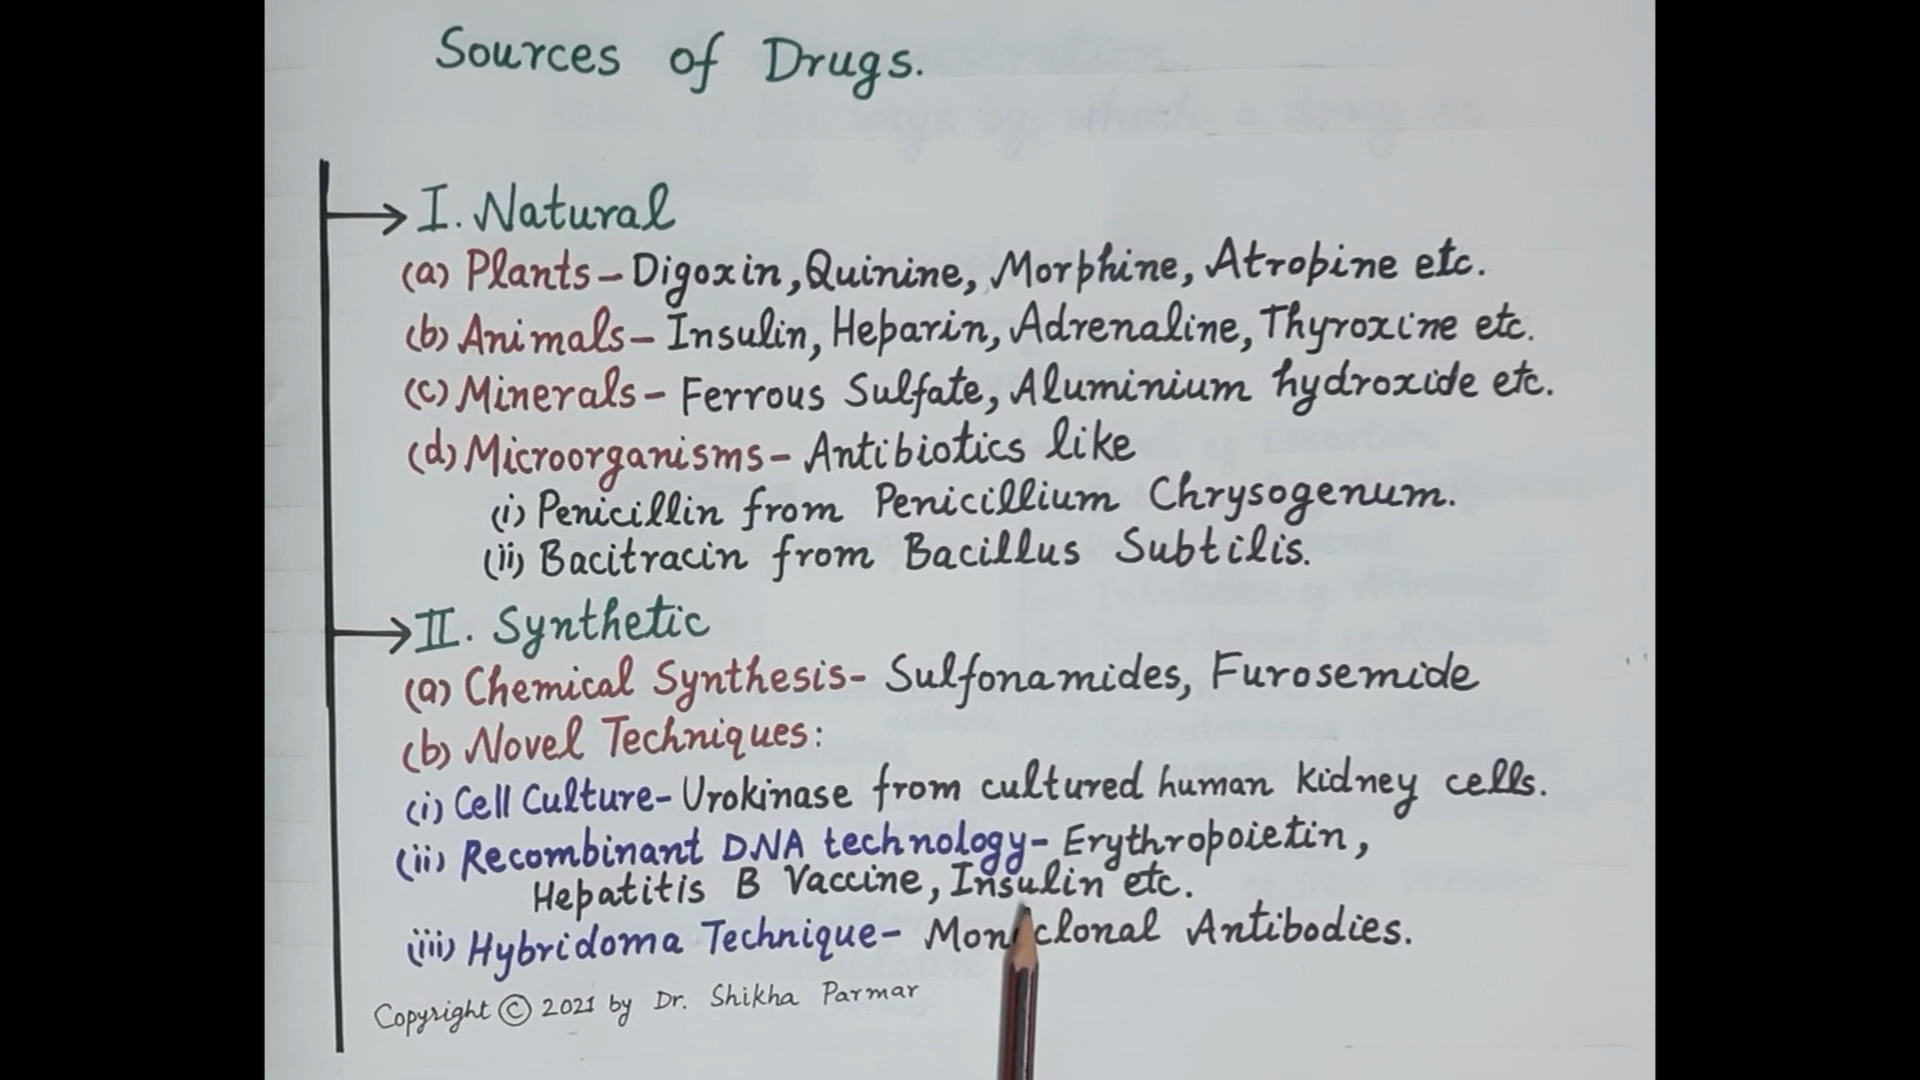 Sources of Drugs.
I. Natural
(a) Plants - Digoxin, Quinine, Morphine, Atropine etc.
(b) Animals - Insulin, Heparin, Adrenaline, Thyroxine etc.
(c) Minerals - Ferrous Sulfate, Aluminium hydroxide etc.
(d) Microorganisms - Antibiotics like
(i) Penicillin from Penicillium Chrysogenum.
(ii) Bacitracin from Bacillus Subtilis.
II. Synthetic
(a) Chemical Synthesis - Sulfonamides, Furosemide
(b) Novel Techniques:
(i) Cell Culture - Urokinase from cultured human kidney cells.
(ii) Recombinant DNA technology - Erythropoietin,
Hepatitis B Vaccine, Insulin etc.
(iii) Hybridoma Technique - Monoclonal Antibodies.
Copyright © 2021 by Dr. Shikha Parmar